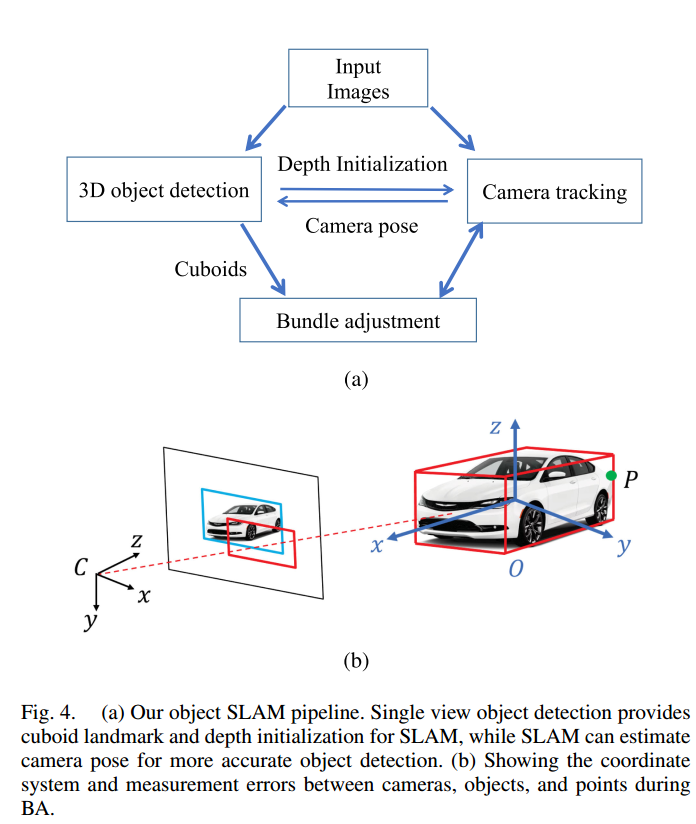 Input
Images
Depth Initialization
3D object detection
Camera tracking
Camera pose
Cuboids
Bundle adjustment
(a)
z
P
z
C
x
x
y
O
y
(b)
Fig. 4. (a) Our object SLAM pipeline. Single view object detection provides
cuboid landmark and depth initialization for SLAM, while SLAM can estimate
camera pose for more accurate object detection. (b) Showing the coordinate
system and measurement errors between cameras, objects, and points during
BA.